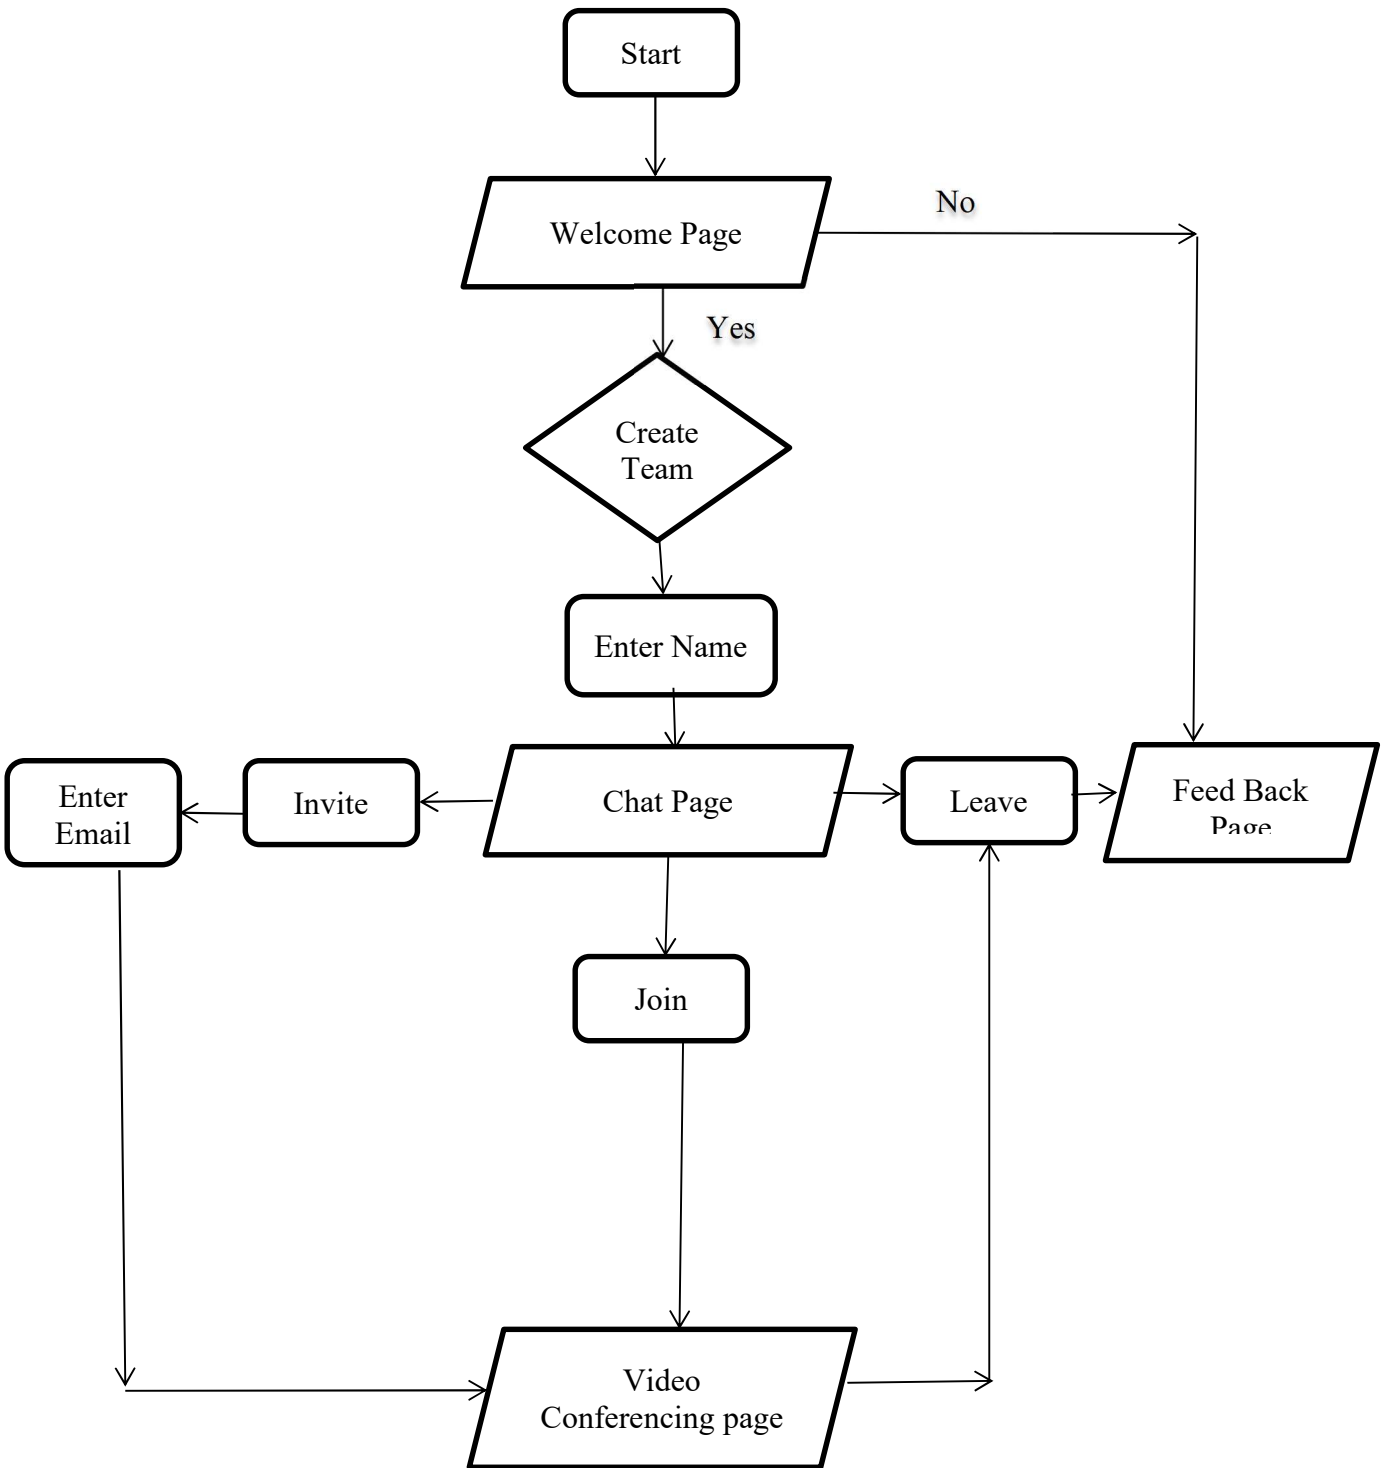 Start
No
Welcome Page
Yes
Create
Team
Enter Name
Enter
Email
Invite
Chat Page
Leave
Feed Back
Page
Join
Video
Conferencing page